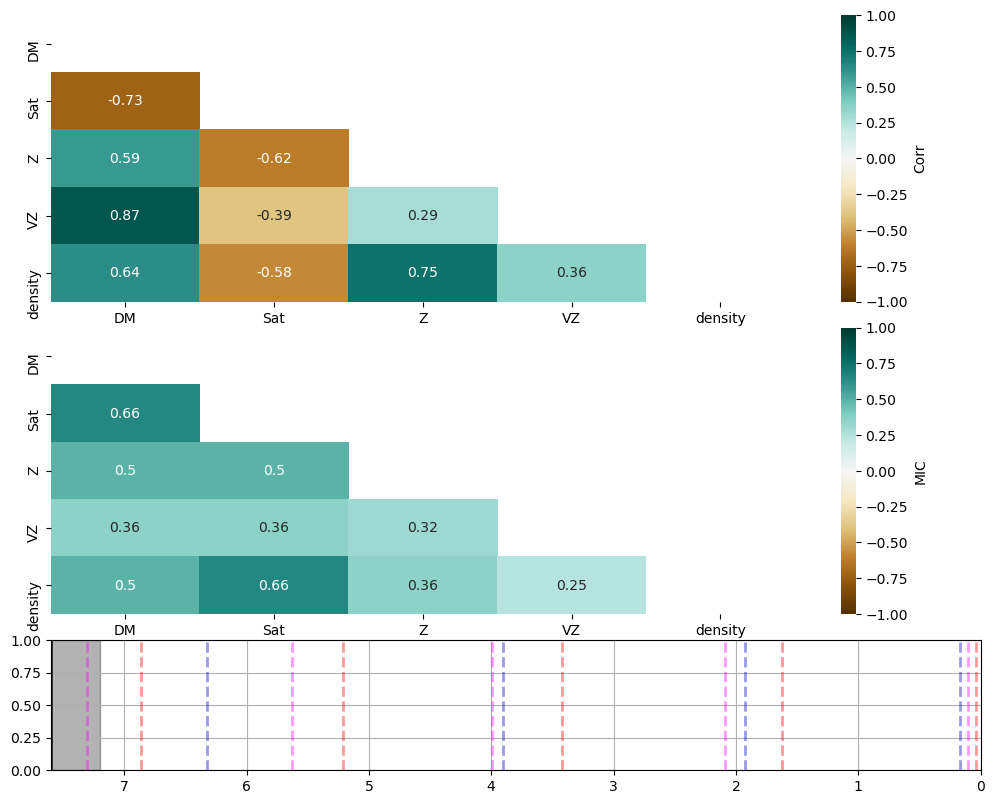 DM
Sat
-0.73
Z
0.59 -0.62
VZ
0.87 -0.39 0.29
density
0.64 -0.58 0.75 0.36
DM Sat Z VZ density
1.00
0.75
0.50
0.25
0.00
−0.25
−0.50
−0.75
−1.00
Corr
DM
Sat
0.66
Z
0.5 0.5
VZ
0.36 0.36 0.32
density
0.5 0.66 0.36 0.25
DM Sat Z VZ density
1.00
0.75
0.50
0.25
0.00
−0.25
−0.50
−0.75
−1.00
MIC
1.00
0.75
0.50
0.25
0.00
7 6 5 4 3 2 1 0